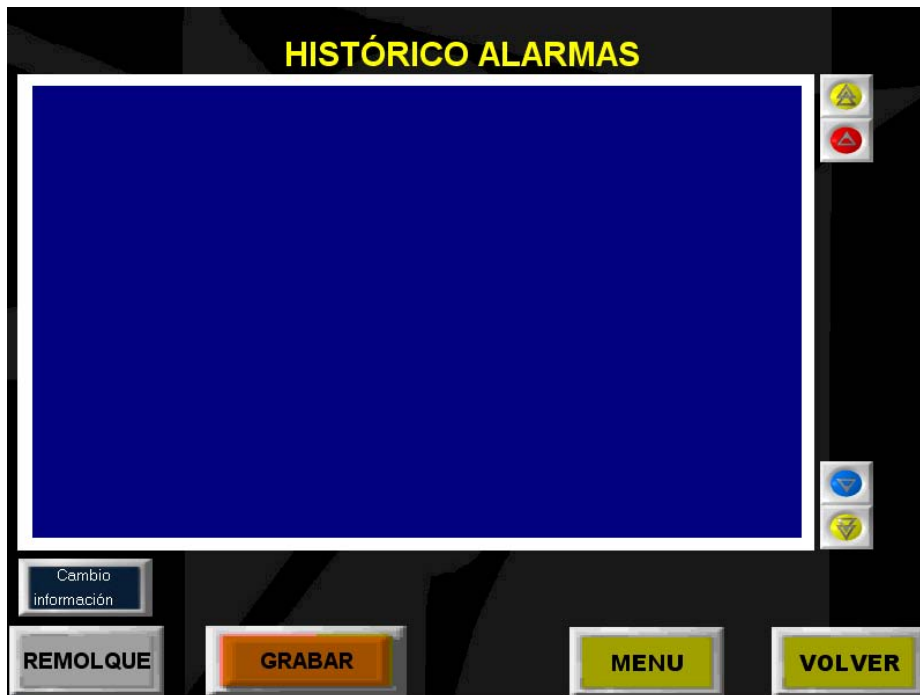 HISTÓRICO ALARMAS
Cambio
información
REMOLQUE
GRABAR
MENU
VOLVER